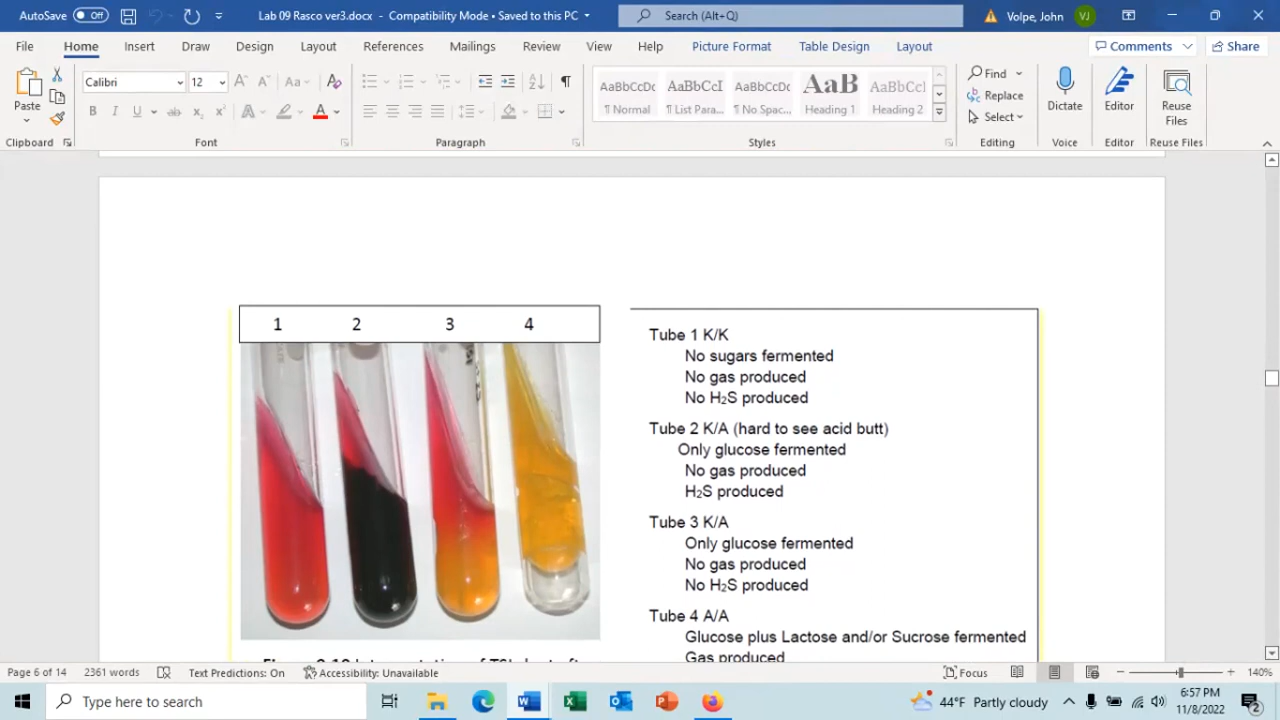 AutoSave Off Lab 09 Rasco ver3.docx - Compatibility Mode • Saved to this PC Search (Alt+Q) Volpe, John VJ
File Home Insert Draw Design Layout References Mailings Review View Help Picture Format Table Design Layout Comments Share
Paste Calibri 12 Aa AaBbCcDc AaBbCcI AaBbCcDc AaB AaBbCcI Find Replace Select Dictate Editor Reuse Files
B I U ab x₂ x² A A ¶ Normal ¶ List Para... ¶ No Spac... Heading 1 Heading 2
Clipboard Font Paragraph Styles Editing Voice Editor Reuse Files
1 2 3 4
Tube 1 K/K
No sugars fermented
No gas produced
No H₂S produced
Tube 2 K/A (hard to see acid butt)
Only glucose fermented
No gas produced
H₂S produced
Tube 3 K/A
Only glucose fermented
No gas produced
No H₂S produced
Tube 4 A/A
Glucose plus Lactose and/or Sucrose fermented
Gas produced
Page 6 of 14 2361 words Text Predictions: On Accessibility: Unavailable Focus 140%
Type here to search 44°F Partly cloudy 6:57 PM
11/8/2022 2